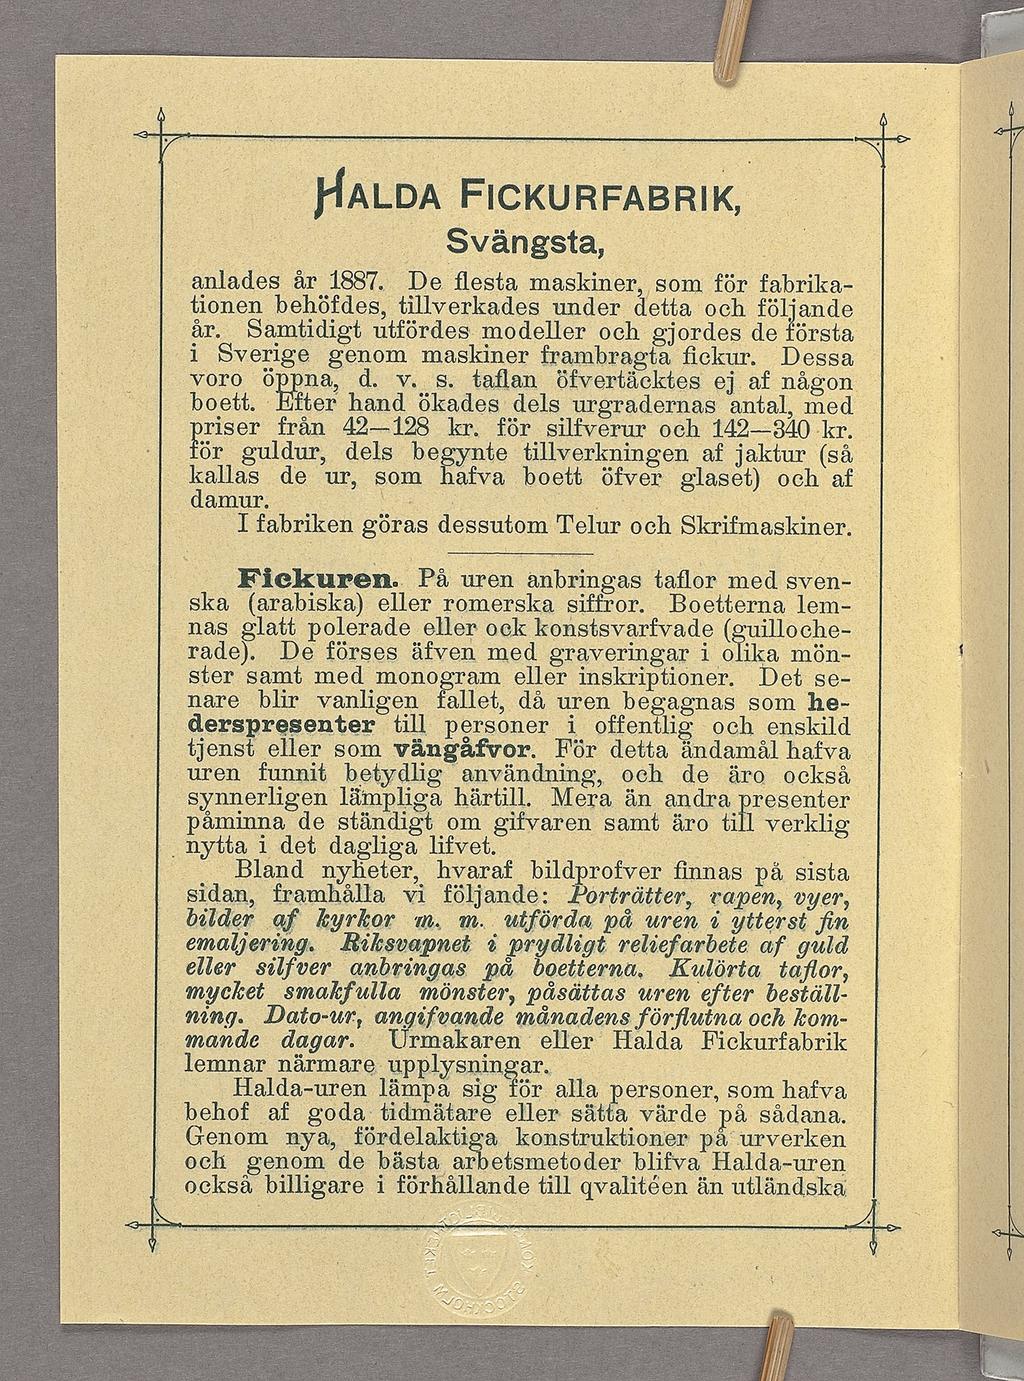 HALDA FICKURFABRIK,
Svängsta,
anlades år 1887. De flesta maskiner, som för fabrika-
tionen behöfdes, tillverkades under detta och följande
år. Samtidigt utfördes modeller och gjordes de första
i Sverige genom maskiner frambragta fickur. Dessa
voro öppna, d. v. s. taflan öfvertäcktes ej af någon
boett. Efter hand ökades dels urgradernas antal, med
priser från 42—128 kr. för silfverur och 142—340 kr.
för guldur, dels begynte tillverkningen af jaktur (så
kallas de ur, som hafva boett öfver glaset) och af
damur.
I fabriken göras dessutom Telur och Skrifmaskiner.
Fickuren. På uren anbringas taflor med sven-
ska (arabiska) eller romerska siffror. Boetterna lem-
nas glatt polerade eller ock konstsvarfvade (guilloche-
rade). De förses äfven med graveringar i olika mön-
ster samt med monogram eller inskriptioner. Det se-
nare blir vanligen fallet, då uren begagnas som he-
derspresenter till personer i offentlig och enskild
tjenst eller som vängåfvor. För detta ändamål hafva
uren funnit betydlig användning, och de äro också
synnerligen lämpliga härtill. Mera än andra presenter
påminna de ständigt om gifvaren samt äro till verklig
nytta i det dagliga lifvet.
Bland nyheter, hvaraf bildprofver finnas på sista
sidan, framhålla vi följande: Porträtter, vapen, vyer,
bilder af kyrkor m. m. utförda på uren i ytterst fin
emaljering. Riksvapnet i prydligt reliefarbete af guld
eller silfver anbringas på boetterna. Kulörta taflor,
mycket smakfulla mönster, påsättas uren efter beställ-
ning. Dato-ur, angifvande månadens förflutna och kom-
mande dagar. Urmakaren eller Halda Fickurfabrik
lemnar närmare upplysningar.
Halda-uren lämpa sig för alla personer, som hafva
behof af goda tidmätare eller sätta värde på sådana.
Genom nya, fördelaktiga konstruktioner på urverken
och genom de bästa arbetsmetoder blifva Halda-uren
också billigare i förhållande till qvalitéen än utländska